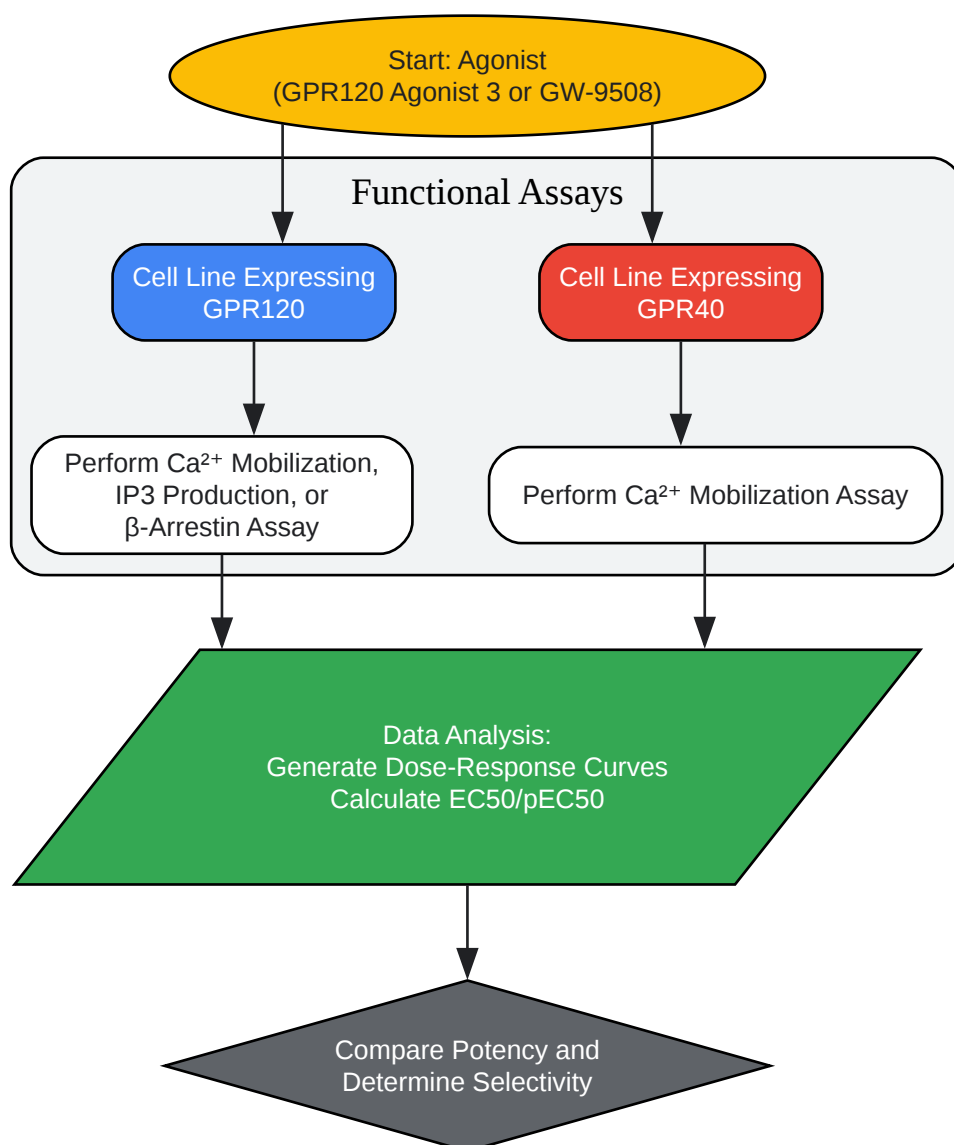 Start: Agonist
(GPR120 Agonist 3 or GW-9508)
Functional Assays
Cell Line Expressing
GPR120
Cell Line Expressing
GPR40
Perform Ca²⁺ Mobilization,
IP3 Production, or
β-Arrestin Assay
Perform Ca²⁺ Mobilization Assay
Data Analysis:
Generate Dose-Response Curves
Calculate EC50/pEC50
Compare Potency and
Determine Selectivity